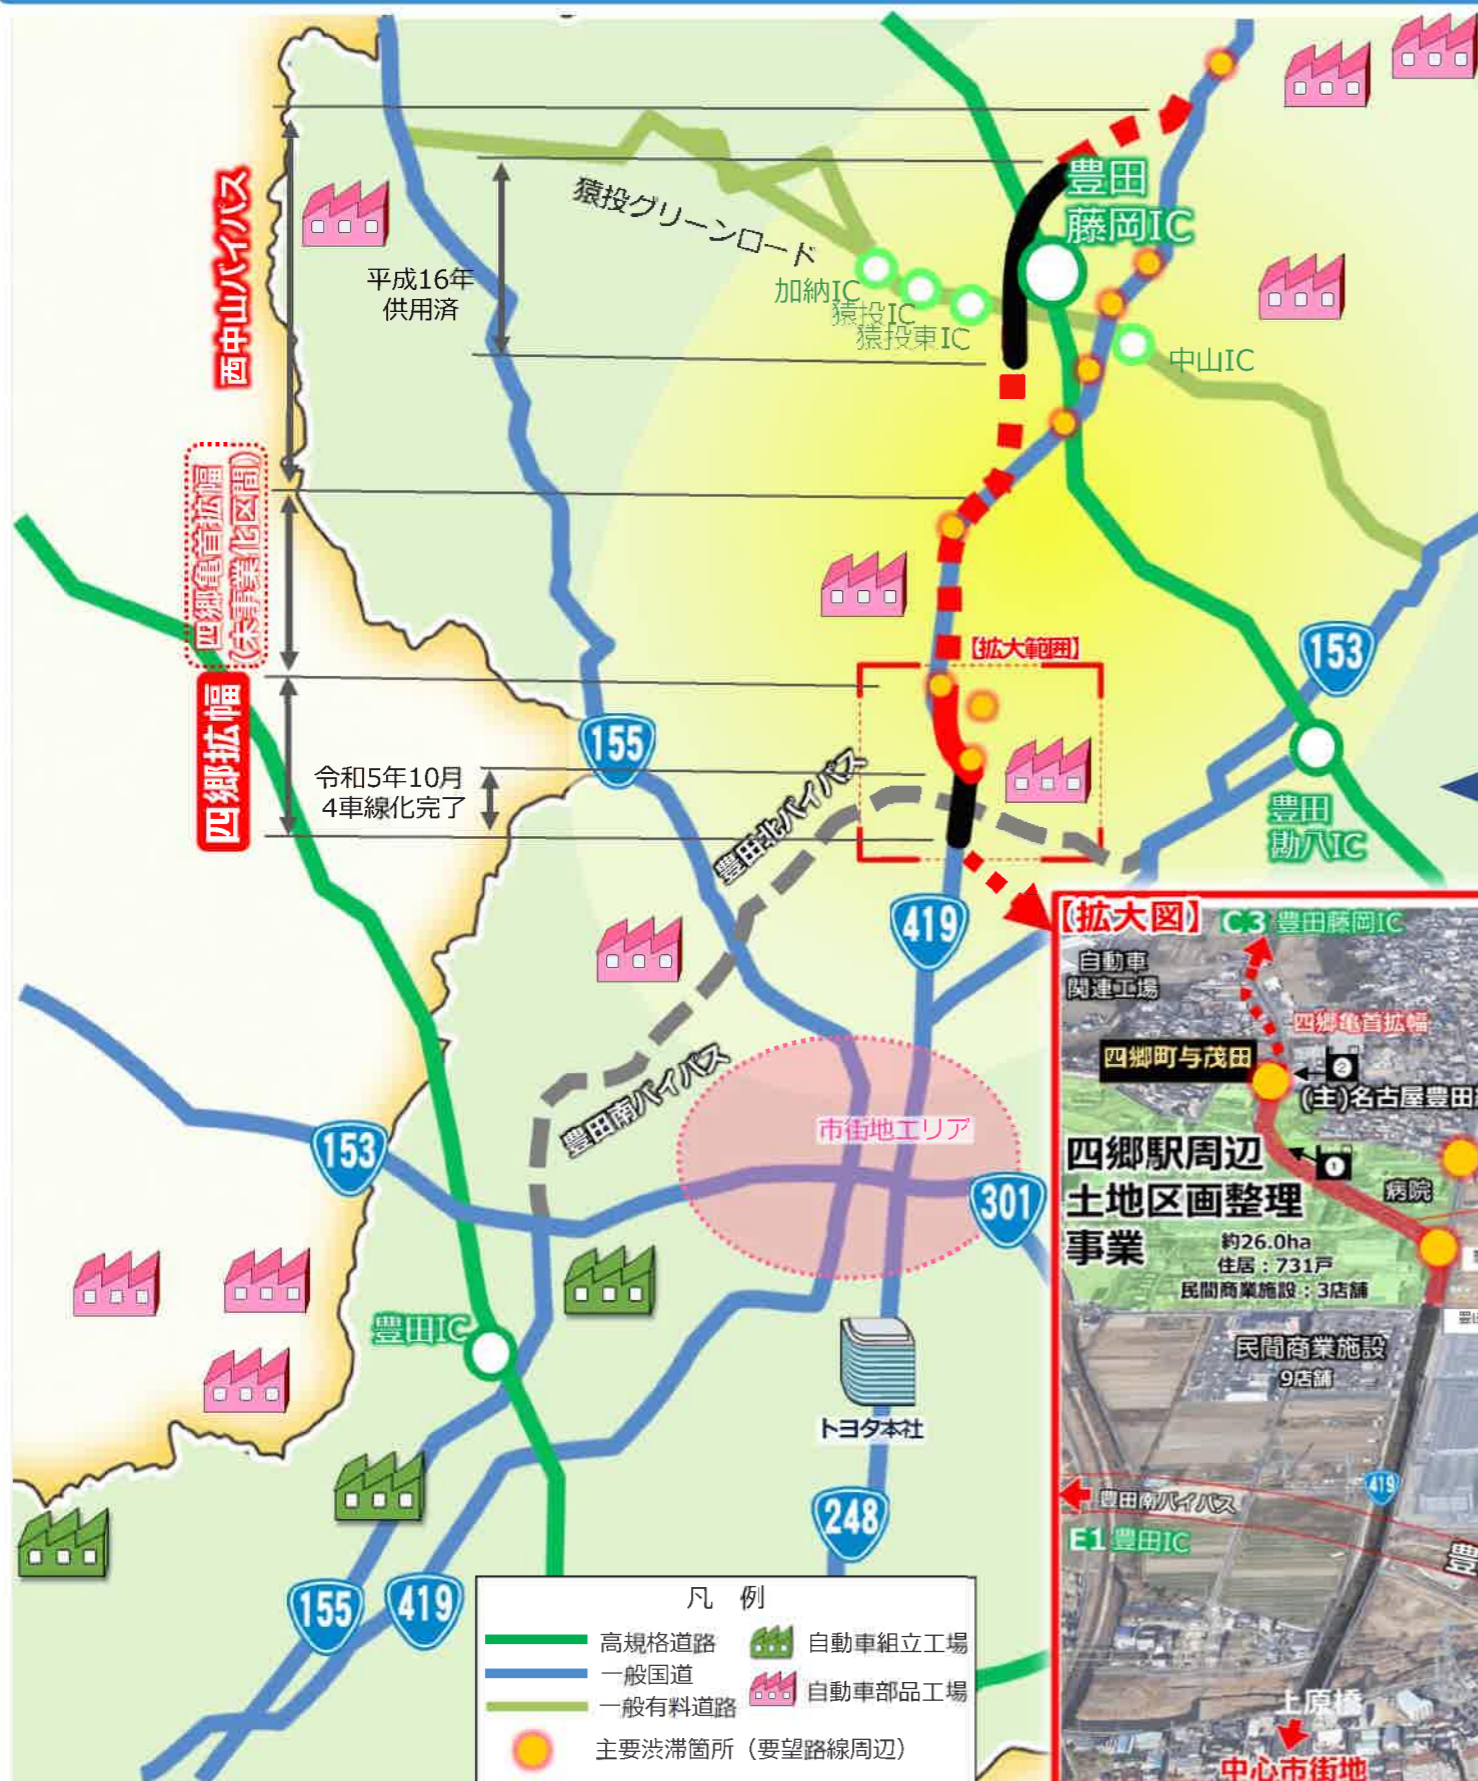 西中山バイパス
平成16年
供用済
猿投グリーンロード
豊田
藤岡IC
加納IC
猿投IC
猿投東IC
中山IC
四郷亀首拡幅
(未事業化区間)
四郷拡幅
令和5年10月
4車線化完了
【拡大範囲】
153
155
豊田
勘八IC
豊田北バイパス
419
豊田南バイパス
市街地エリア
153
301
豊田IC
トヨタ本社
248
155
419
凡 例
高規格道路
自動車組立工場
一般国道
一般有料道路
自動車部品工場
主要渋滞箇所（要望路線周辺）
【拡大図】
C3 豊田藤岡IC
自動車
関連工場
四郷亀首拡幅
四郷町与茂田
②
(主)名古屋豊田
①
四郷駅周辺
土地区画整理
事業
病院
約26.0ha
住居：731戸
民間商業施設：3店舗
民間商業施設
9店舗
419
豊田南バイパス
E1 豊田IC
豊
上原橋
中心市街地